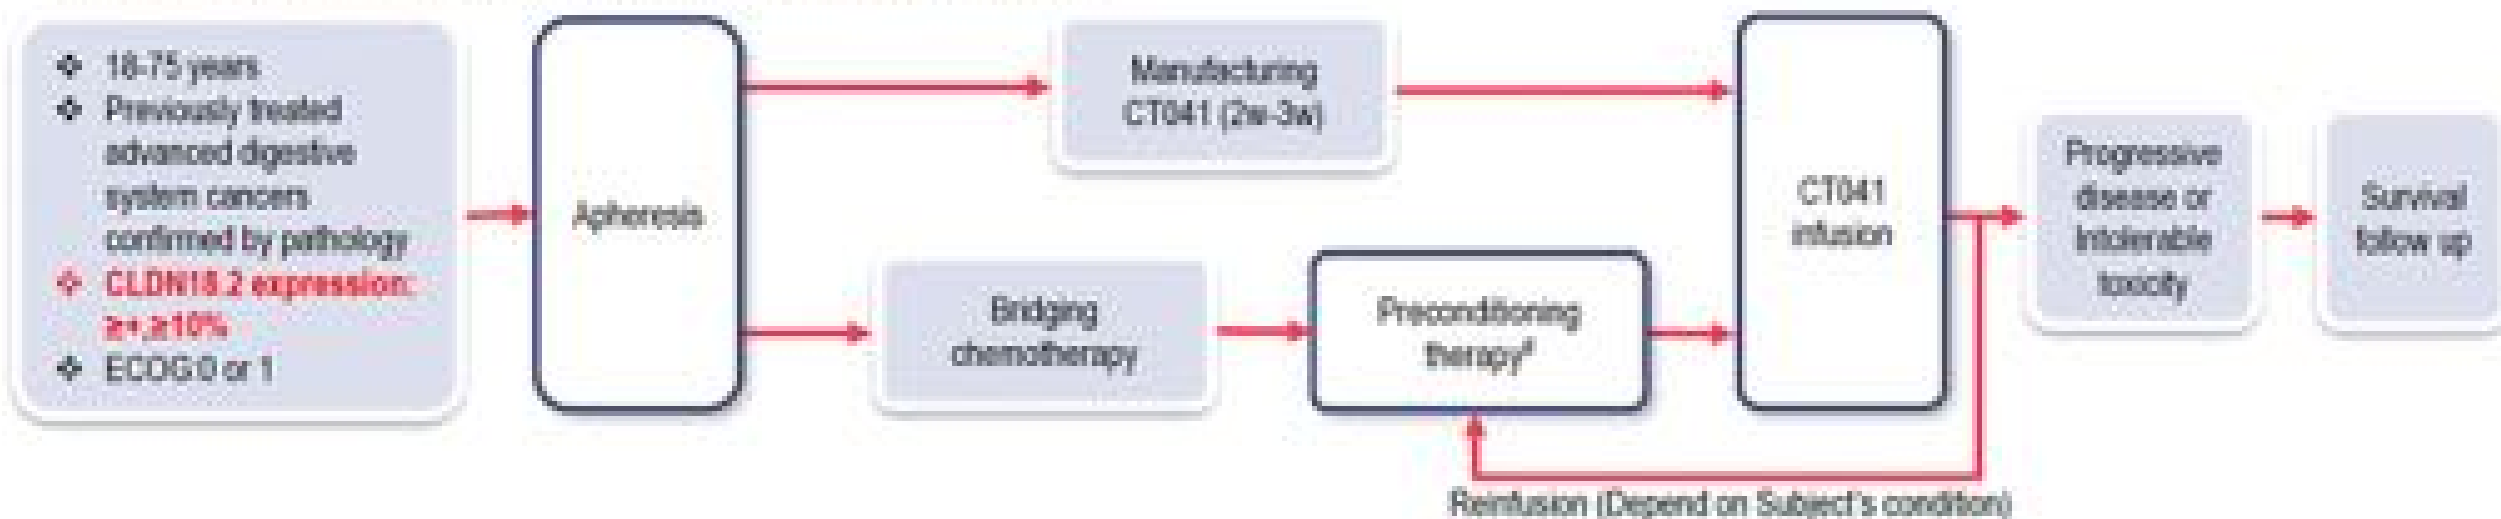 ❖ 18-75 years
❖ Previously treated
advanced digestive
system cancers
confirmed by pathology
❖ CLDN18.2 expression:
≥+,≥10%
❖ ECOG:0 or 1
Apheresis
Manufacturing
CT041 (2w-3w)
Bridging
chemotherapy
Preconditioning
therapy#
CT041
infusion
Progressive
disease or
Intolerable
toxicity
Survival
follow up
Reinfusion (Depend on Subject's condition)